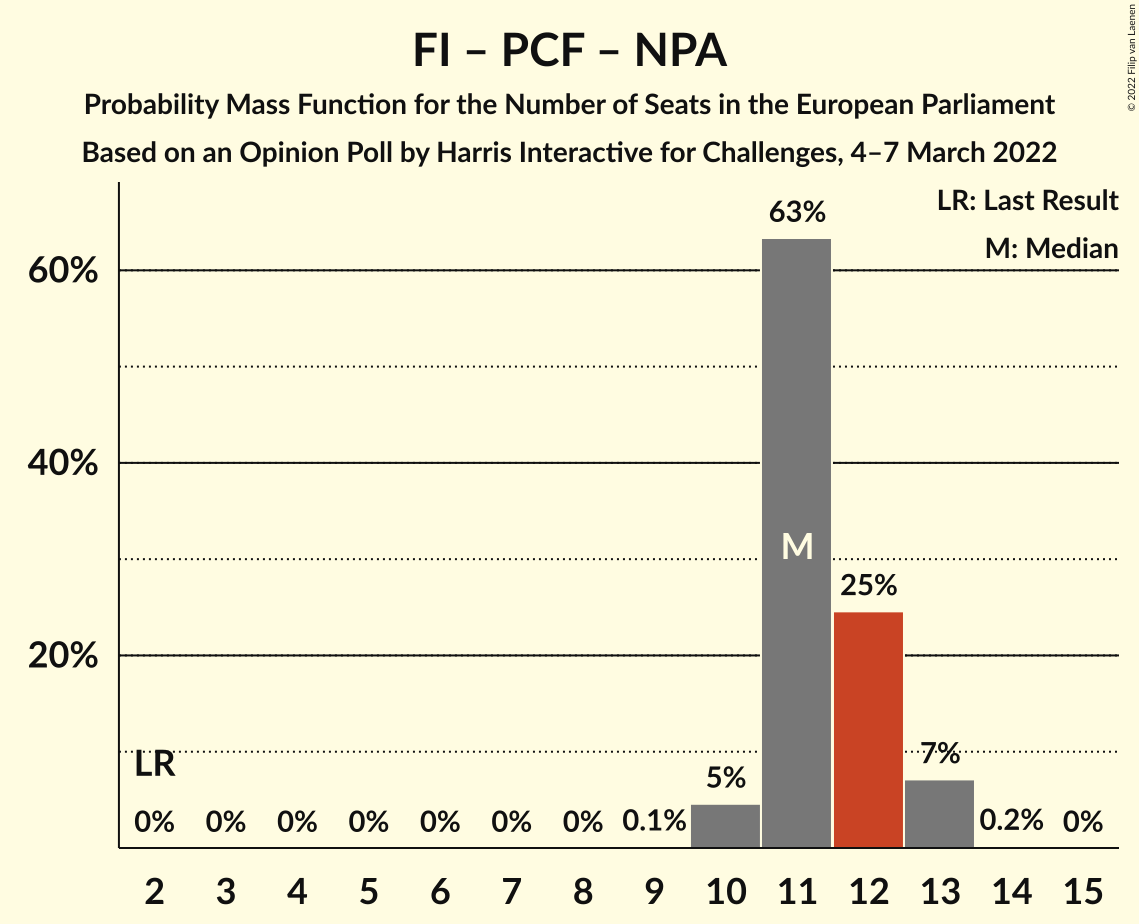 FI – PCF – NPA
Probability Mass Function for the Number of Seats in the European Parliament
Based on an Opinion Poll by Harris Interactive for Challenges, 4–7 March 2022
© 2022 Filip van Laenen
LR: Last Result
M: Median
63%
60%
40%
M
25%
20%
LR
7%
5%
0% 0% 0% 0% 0% 0% 0% 0.1% 0.2% 0%
2 3 4 5 6 7 8 9 10 11 12 13 14 15